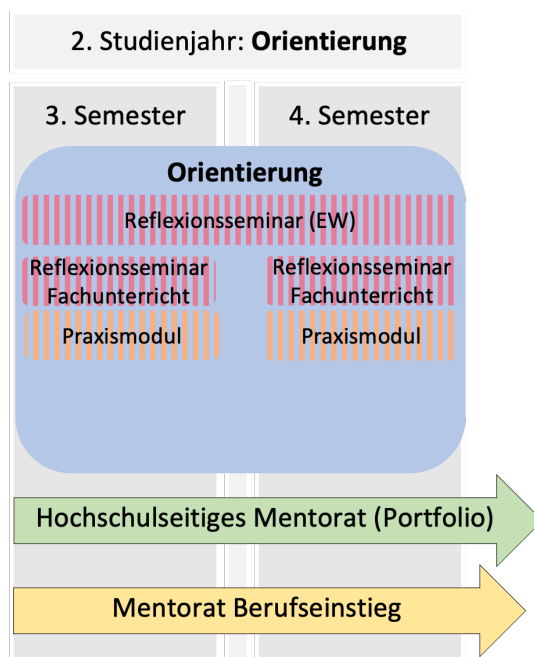 2. Studienjahr: Orientierung
3. Semester
4. Semester
Orientierung
Reflexionsseminar (EW)
Reflexionsseminar
Fachunterricht
Reflexionsseminar
Fachunterricht
Praxismodul
Praxismodul
Hochschulseitiges Mentorat (Portfolio)
Mentorat Berufseinstieg